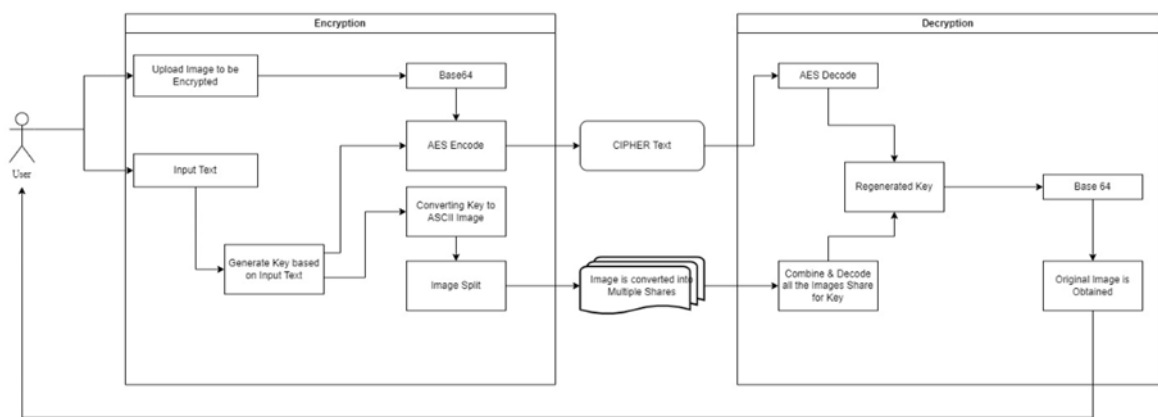 Encryption
Decryption
Upload Image to be
Encrypted
Base64
AES Decode
AES Encode
CIPHER Text
User
Input Text
Regenerated Key
Base 64
Converting Key to
ASCII Image
Generate Key based
on Input Text
Image Split
Image is converted into
Multiple Shares
Combine & Decode
all the Images Share
for Key
Original Image is
Obtained